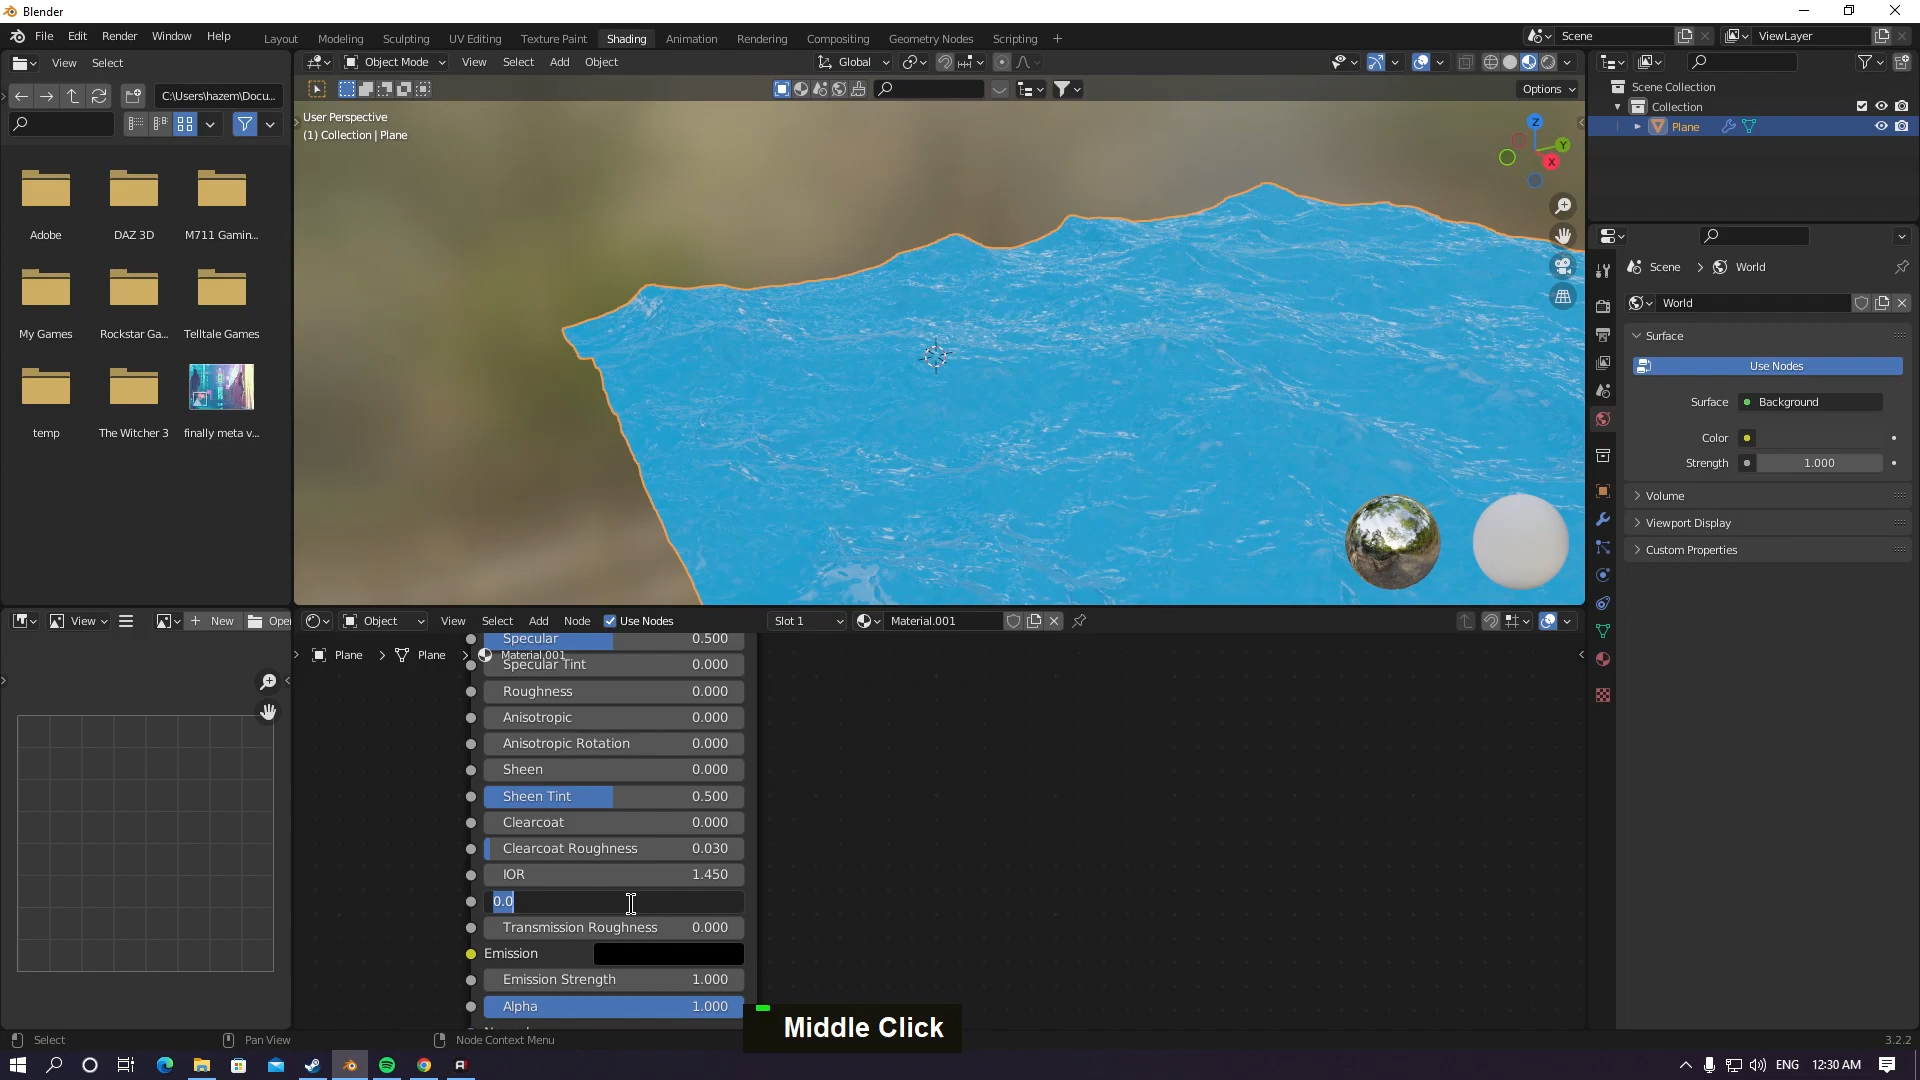 Blender
File Edit Render Window Help
Layout Modeling Sculpting UV Editing Texture Paint Shading Animation Rendering Compositing Geometry Nodes Scripting +
Scene
ViewLayer
View Select
Object Mode View Select Add Object
Global
C:\Users\hazem\Docu...
Options
User Perspective
(1) Collection | Plane
Z
Y
X
Adobe
DAZ 3D
M711 Gamin...
My Games
Rockstar Ga...
Telltale Games
temp
The Witcher 3
finally meta v...
Scene Collection
Collection
Plane
Scene > World
World
Surface
Use Nodes
Surface Background
Color
Strength 1.000
Volume
Viewport Display
Custom Properties
View
New
Open
Object View Select Add Node Use Nodes
Slot 1
Material.001
Plane > Plane > Material.001
Specular 0.500
Specular Tint 0.000
Roughness 0.000
Anisotropic 0.000
Anisotropic Rotation 0.000
Sheen 0.000
Sheen Tint 0.500
Clearcoat 0.000
Clearcoat Roughness 0.030
IOR 1.450
0.0
Transmission Roughness 0.000
Emission
Emission Strength 1.000
Alpha 1.000
Middle Click
Select
Pan View
Node Context Menu
3.2.2
ENG 12:30 AM